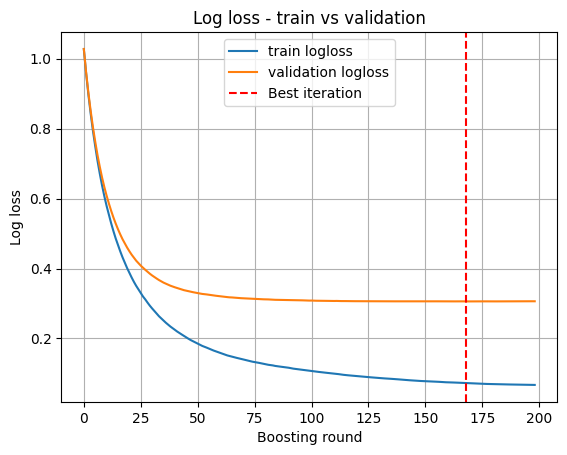 Log loss - train vs validation
train logloss
validation logloss
Best iteration
1.0
0.8
0.6
0.4
0.2
Log loss
0 25 50 75 100 125 150 175 200
Boosting round